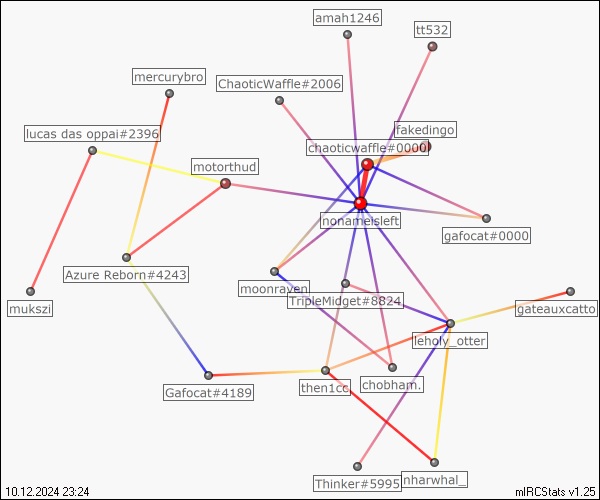 amah1246
tt532
mercurybro
ChaoticWaffle#2006
fakedingo
lucas das oppai#2396
chaoticwaffle#0000
motorthud
nonameisleft
gafocat#0000
Azure Reborn#4243
moonraven
TripleMidget#8824
mukszi
gateauxcatto
leholy_otter
Gafocat#4189
then1cc
chobham.
Thinker#5995
nharwhal_
10.12.2024 23:24
mIRCStats v1.25